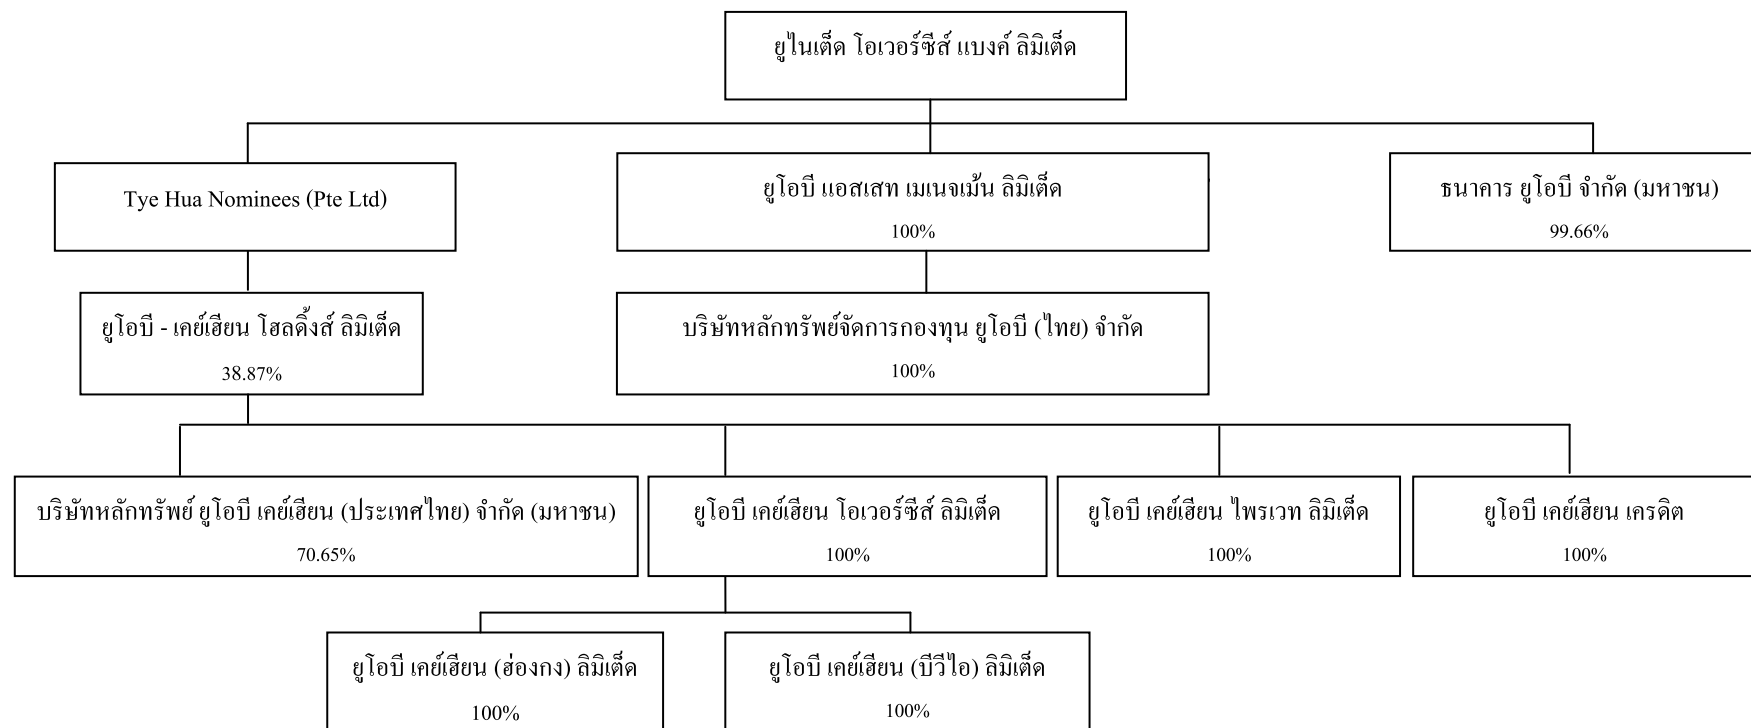 ยูไนเต็ด โอเวอร์ซีส์ แบงค์ ลิมิเต็ด
Tye Hua Nominees (Pte Ltd)
ยูโอบี แอสเสท เมเนจเม้น ลิมิเต็ด
100%
ธนาคาร ยูโอบี จำกัด (มหาชน)
99.66%
ยูโอบี - เคย์เฮียน โฮลดิ้งส์ ลิมิเต็ด
38.87%
บริษัทหลักทรัพย์จัดการกองทุน ยูโอบี (ไทย) จำกัด
100%
บริษัทหลักทรัพย์ ยูโอบี เคย์เฮียน (ประเทศไทย) จำกัด (มหาชน)
70.65%
ยูโอบี เคย์เฮียน โอเวอร์ซีส์ ลิมิเต็ด
100%
ยูโอบี เคย์เฮียน ไพรเวท ลิมิเต็ด
100%
ยูโอบี เคย์เฮียน เครดิต
100%
ยูโอบี เคย์เฮียน (ฮ่องกง) ลิมิเต็ด
100%
ยูโอบี เคย์เฮียน (บีวีไอ) ลิมิเต็ด
100%